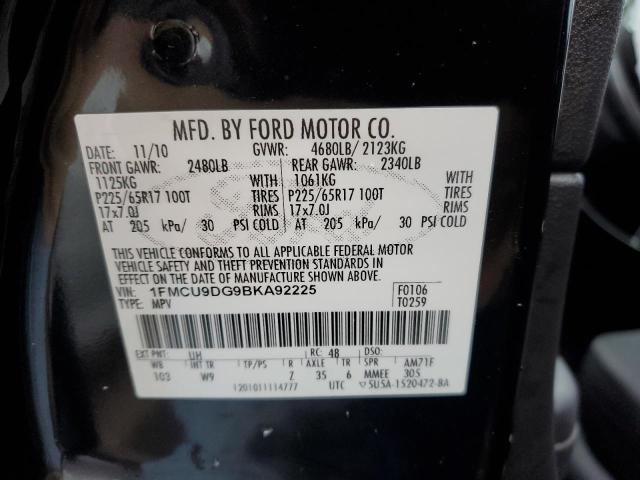 MFD. BY FORD MOTOR CO.
DATE: 11/10 GVWR: 4680LB/ 2123KG
FRONT GAWR: 2480LB REAR GAWR: 2340LB
1125KG WITH 1061KG WITH
P225/65R17 100T TIRES P225/65R17 100T TIRES
17x7.0J RIMS 17x7.0J RIMS
AT 205 kPa/ 30 PSI COLD AT 205 kPa/ 30 PSI COLD
THIS VEHICLE CONFORMS TO ALL APPLICABLE FEDERAL MOTOR
VEHICLE SAFETY AND THEFT PREVENTION STANDARDS IN
EFFECT ON THE DATE OF MANUFACTURE SHOWN ABOVE.
VIN: 1FMCU9DG9BKA92225 F0106
TYPE: MPV T0259
EXT PNT: UH RC: 48 DSO:
WB INT TR TP/PS R AXLE TR SPR AM71F
103 W9 7 35 6 MMEE 305
1201011114777 UTC SU5A-1520472-BA